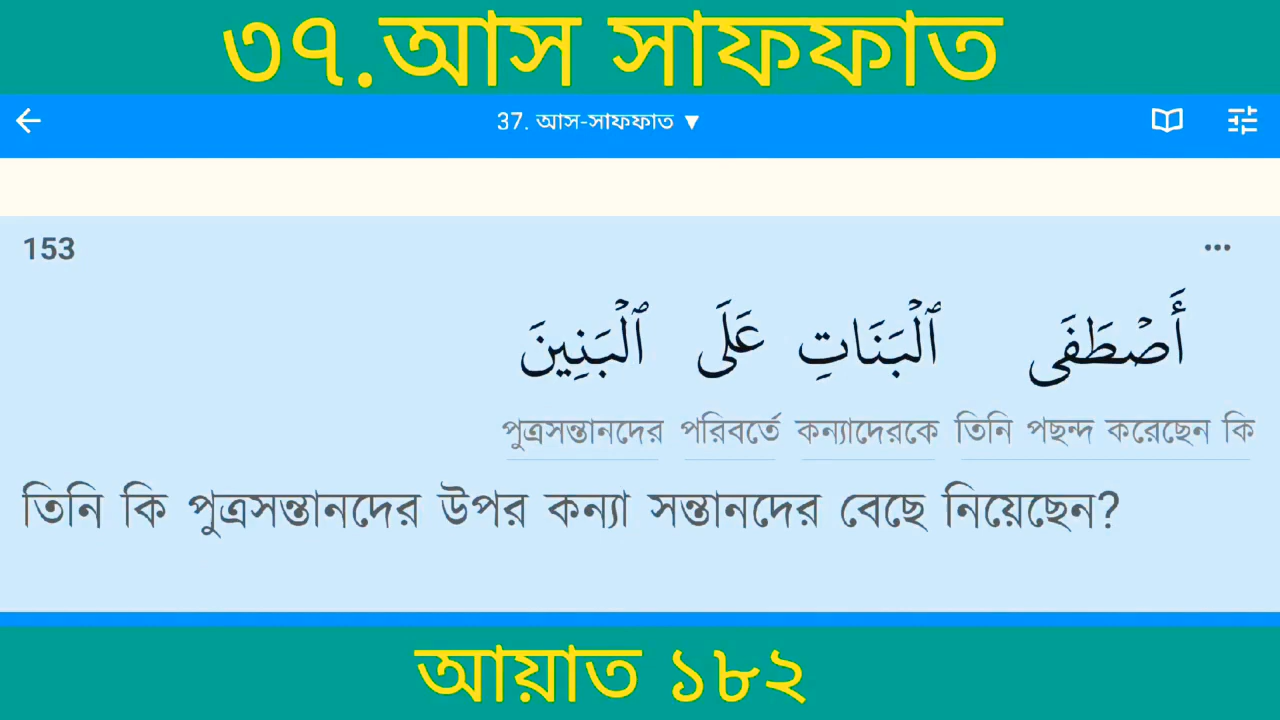 ৩৭.আস সাফফাত
37. আস-সাফফাত ▼
153
أَصْطَفَى ٱلْبَنَاتِ عَلَى ٱلْبَنِينَ
পুত্রসন্তানদের পরিবর্তে কন্যাদেরকে তিনি পছন্দ করেছেন কি
তিনি কি পুত্রসন্তানদের উপর কন্যা সন্তানদের বেছে নিয়েছেন?
আয়াত ১৮২